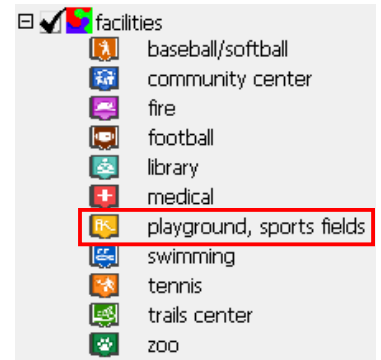 facilities
baseball/softball
community center
fire
football
library
medical
playground, sports fields
swimming
tennis
trails center
zoo